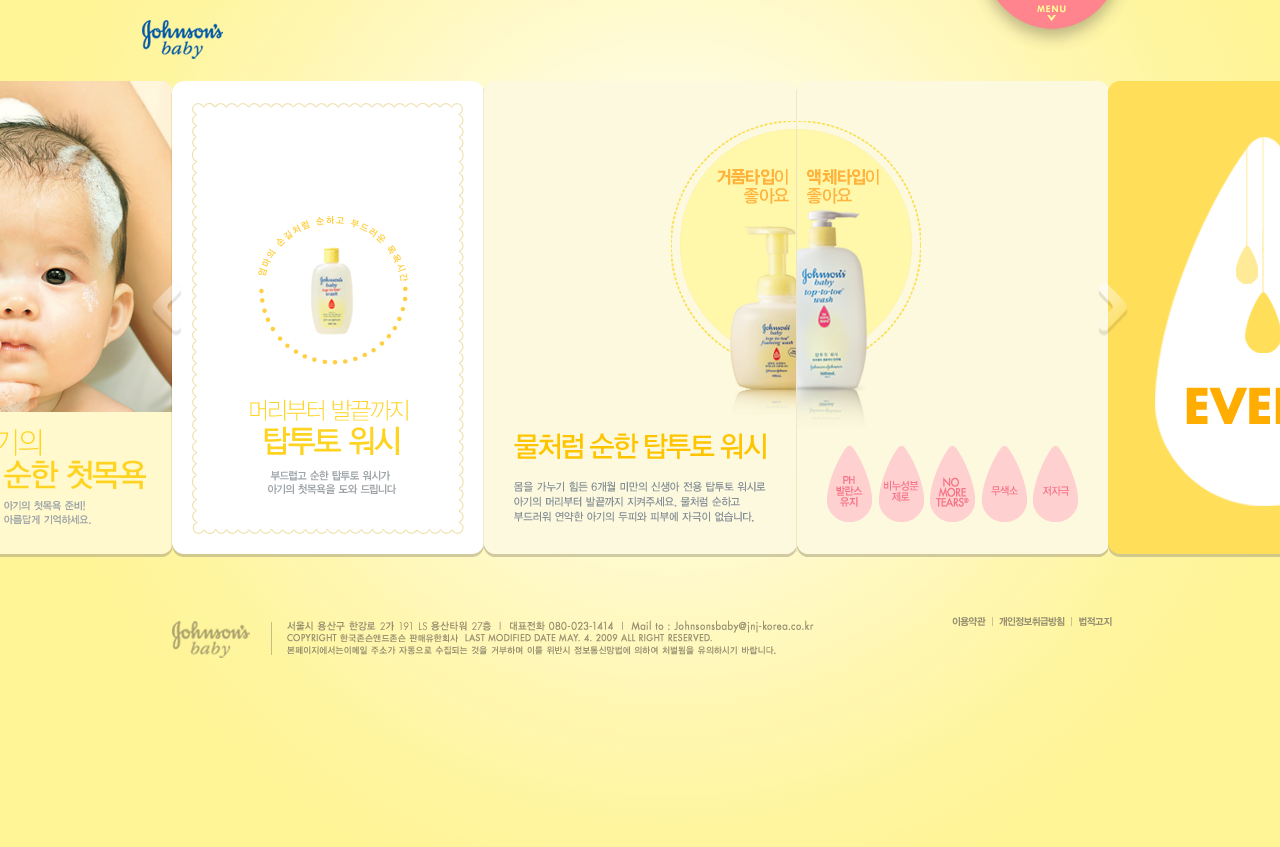 Johnson's
baby
MENU
기의
순한 첫목욕
아기의 첫목욕 준비!
아름답게 기억하세요.
엄마의 손길처럼 순하고 부드러운 목욕시간
Johnson's
baby
top-to-toe
wash
머리부터 발끝까지
탑투토 워시
부드럽고 순한 탑투토 워시가
아기의 첫목욕을 도와 드립니다
거품타입이
좋아요
액체타입이
좋아요
Johnson's
baby
top-to-toe
foaming wash
Johnson's
baby
top-to-toe
wash
탑투토 워시
물처럼 순한 탑투토 워시
몸을 가누기 힘든 6개월 미만의 신생아 전용 탑투토 워시로
아기의 머리부터 발끝까지 지켜주세요. 물처럼 순하고
부드러워 연약한 아기의 두피와 피부에 자극이 없습니다.
PH
발란스
유지
비누성분
제로
NO
MORE
TEARS®
무색소
저자극
EVE
Johnson's
baby
서울시 용산구 한강로 2가 191 LS 용산타워 27층 | 대표전화 080-023-1414 | Mail to : Johnsonsbaby@jnj-korea.co.kr
COPYRIGHT 한국존슨앤드존슨 판매유한회사 LAST MODIFIED DATE MAY. 4. 2009 ALL RIGHT RESERVED.
본페이지에서는이메일 주소가 자동으로 수집되는 것을 거부하며 이를 위반시 정보통신망법에 의하여 처벌됨을 유의하시기 바랍니다.
이용약관 | 개인정보취급방침 | 법적고지